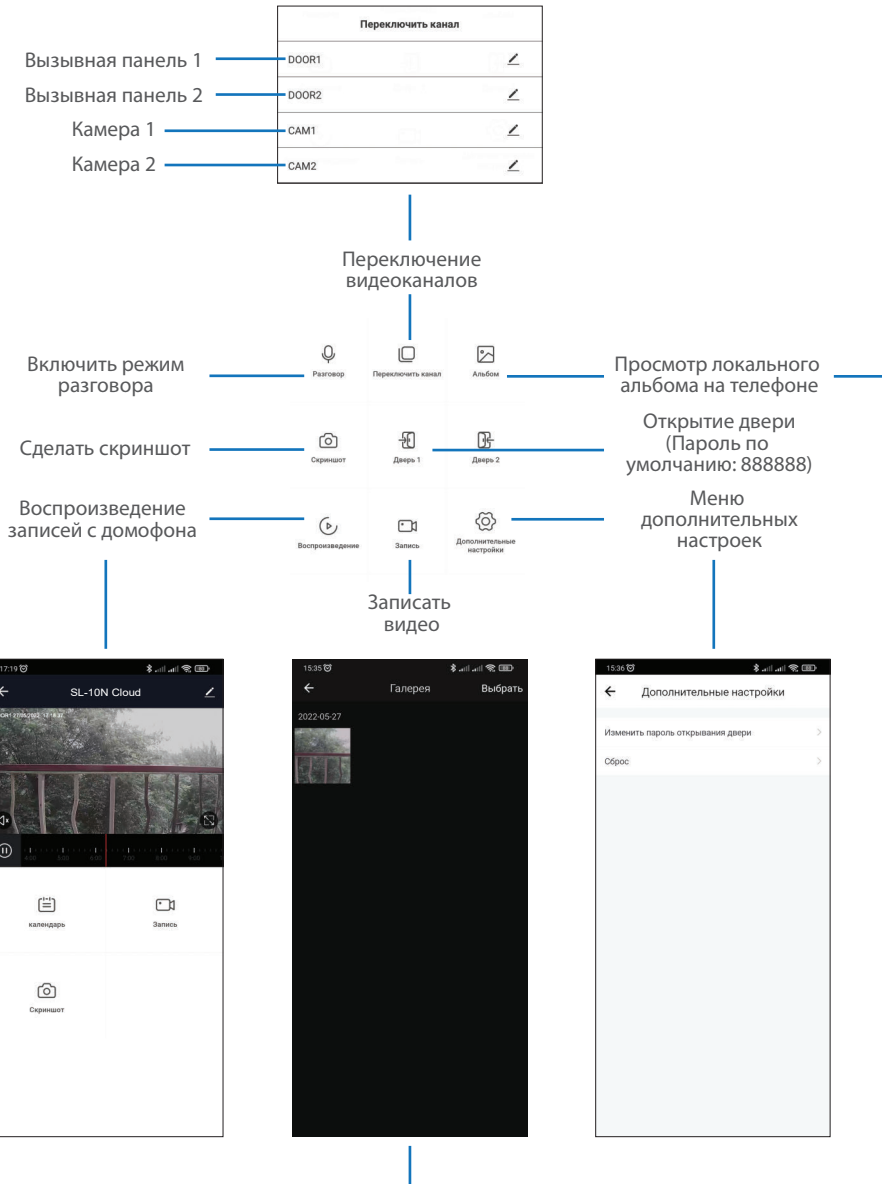 Переключить канал
Вызывная панель 1
DOOR1
Вызывная панель 2
DOOR2
Камера 1
CAM1
Камера 2
CAM2
Переключение
видеоканалов
Включить режим
разговора
Разговор
Переключить канал
Альбом
Просмотр локального
альбома на телефоне
Сделать скриншот
Скриншот
Дверь 1
Дверь 2
Открытие двери
(Пароль по
умолчанию: 888888)
Воспроизведение
записей с домофона
Воспроизведение
Запись
Дополнительные
настройки
Меню
дополнительных
настроек
Записать
видео
17:19
SL-10N Cloud
календарь
Запись
Скриншот
15:35
Галерея
Выбрать
2022-05-27
15:36
Дополнительные настройки
Изменить пароль открывания двери
Сброс